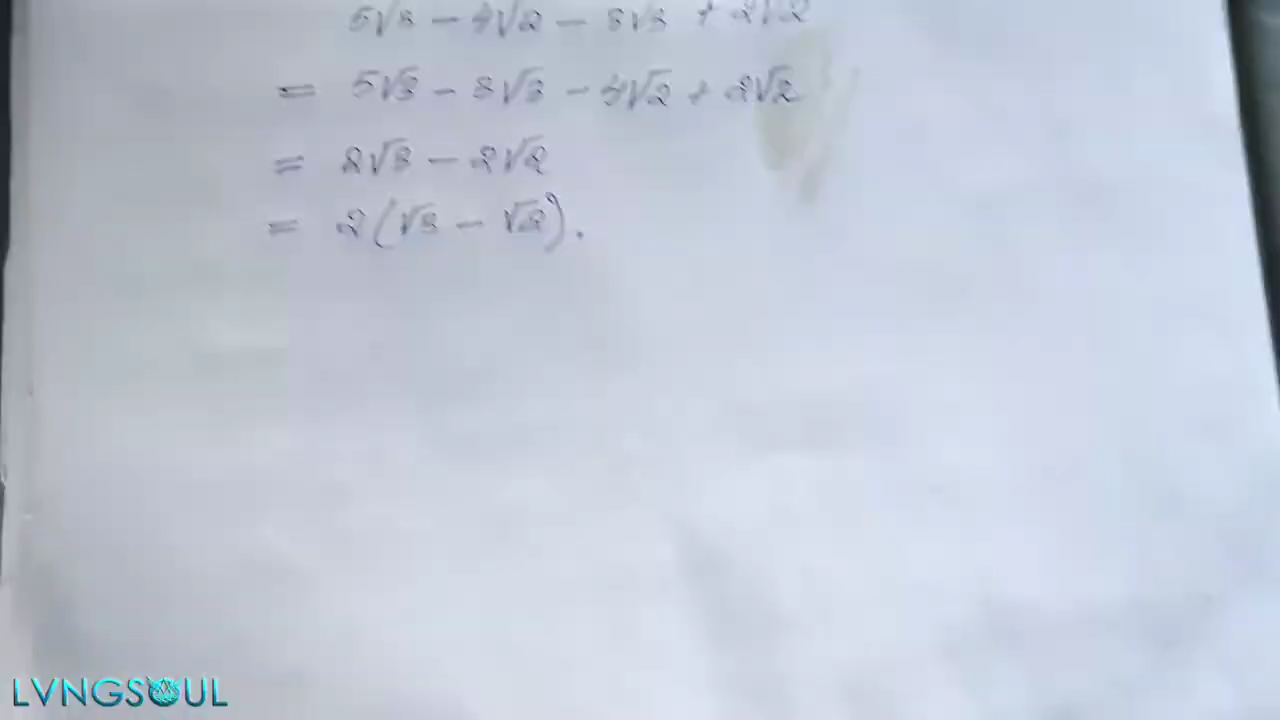 5√3 - 4√2 - 3√3 + 2√2
= 5√3 - 3√3 - 4√2 + 2√2
= 2√3 - 2√2
= 2(√3 - √2).
LVNGSOUL